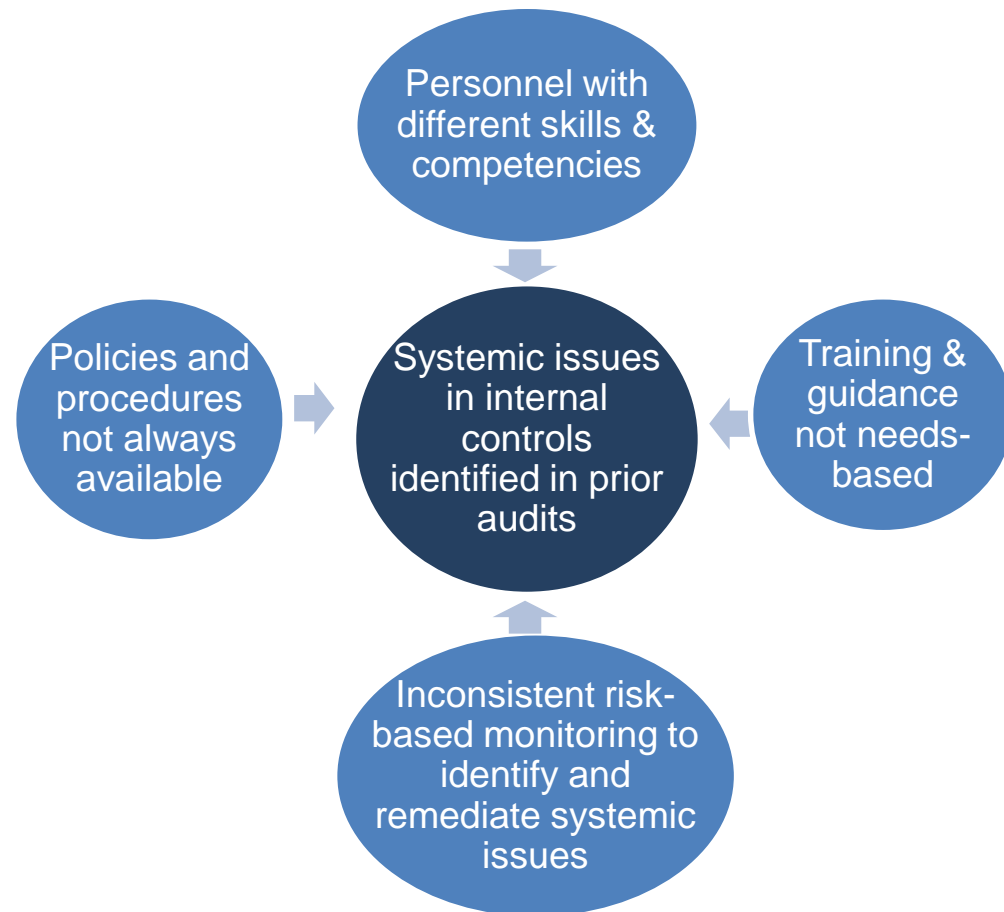 Personnel with
different skills &
competencies
Policies and
procedures
not always
available
Systemic issues
in internal
controls
identified in prior
audits
Training &
guidance
not needs-
based
Inconsistent risk-
based monitoring to
identify and
remediate systemic
issues